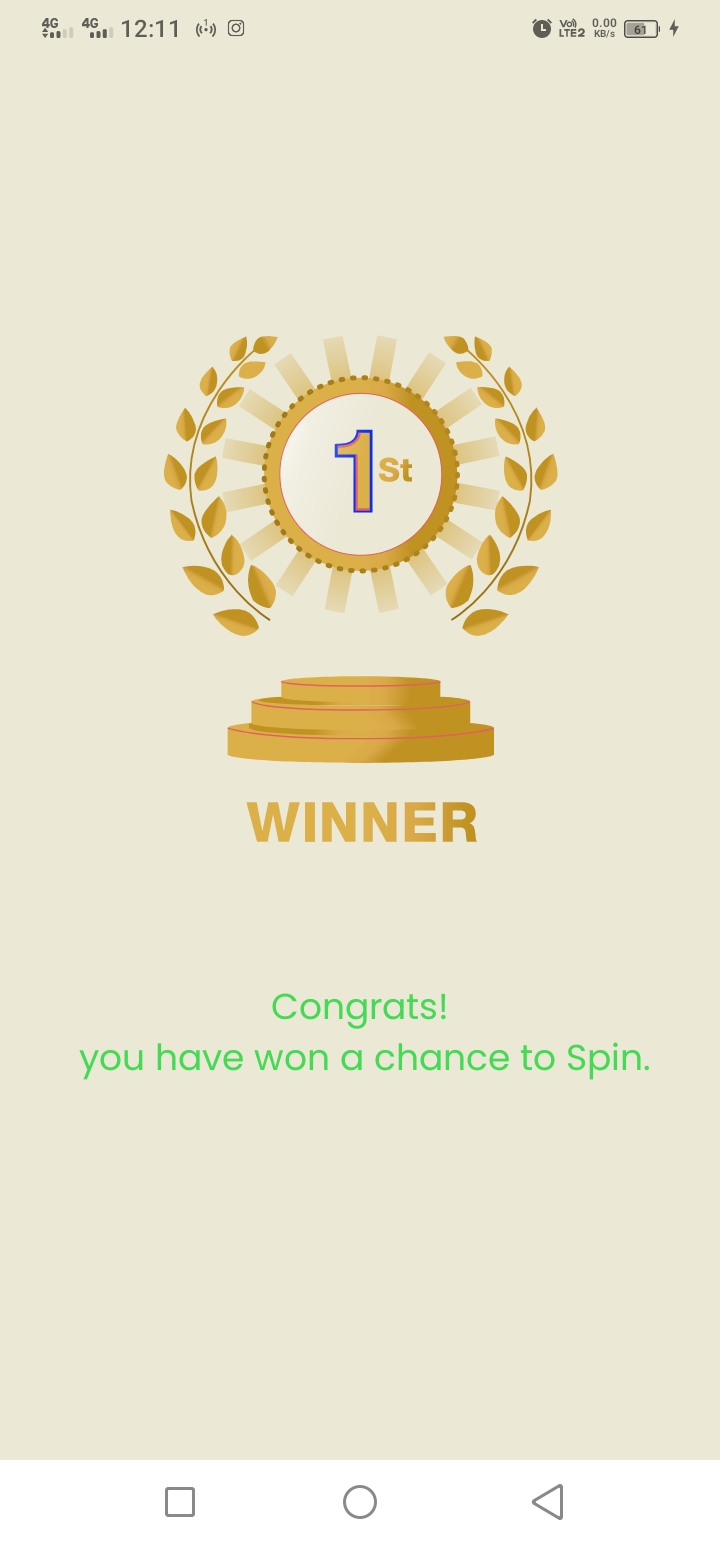 4G 4G 12:11 1 Vo) LTE2 0.00 KB/s 61
1st
WINNER
Congrats!
you have won a chance to Spin.